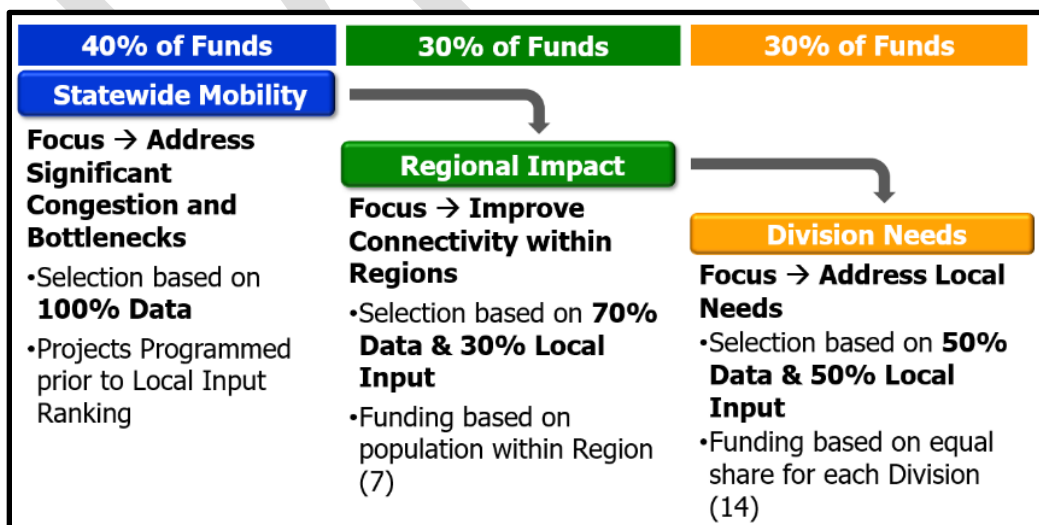 40% of Funds
Statewide Mobility
Focus → Address
Significant
Congestion and
Bottlenecks
•Selection based on
100% Data
•Projects Programmed
prior to Local Input
Ranking
30% of Funds
Regional Impact
Focus → Improve
Connectivity within
Regions
•Selection based on 70%
Data & 30% Local
Input
•Funding based on
population within Region
(7)
30% of Funds
Division Needs
Focus → Address Local
Needs
•Selection based on 50%
Data & 50% Local
Input
•Funding based on equal
share for each Division
(14)